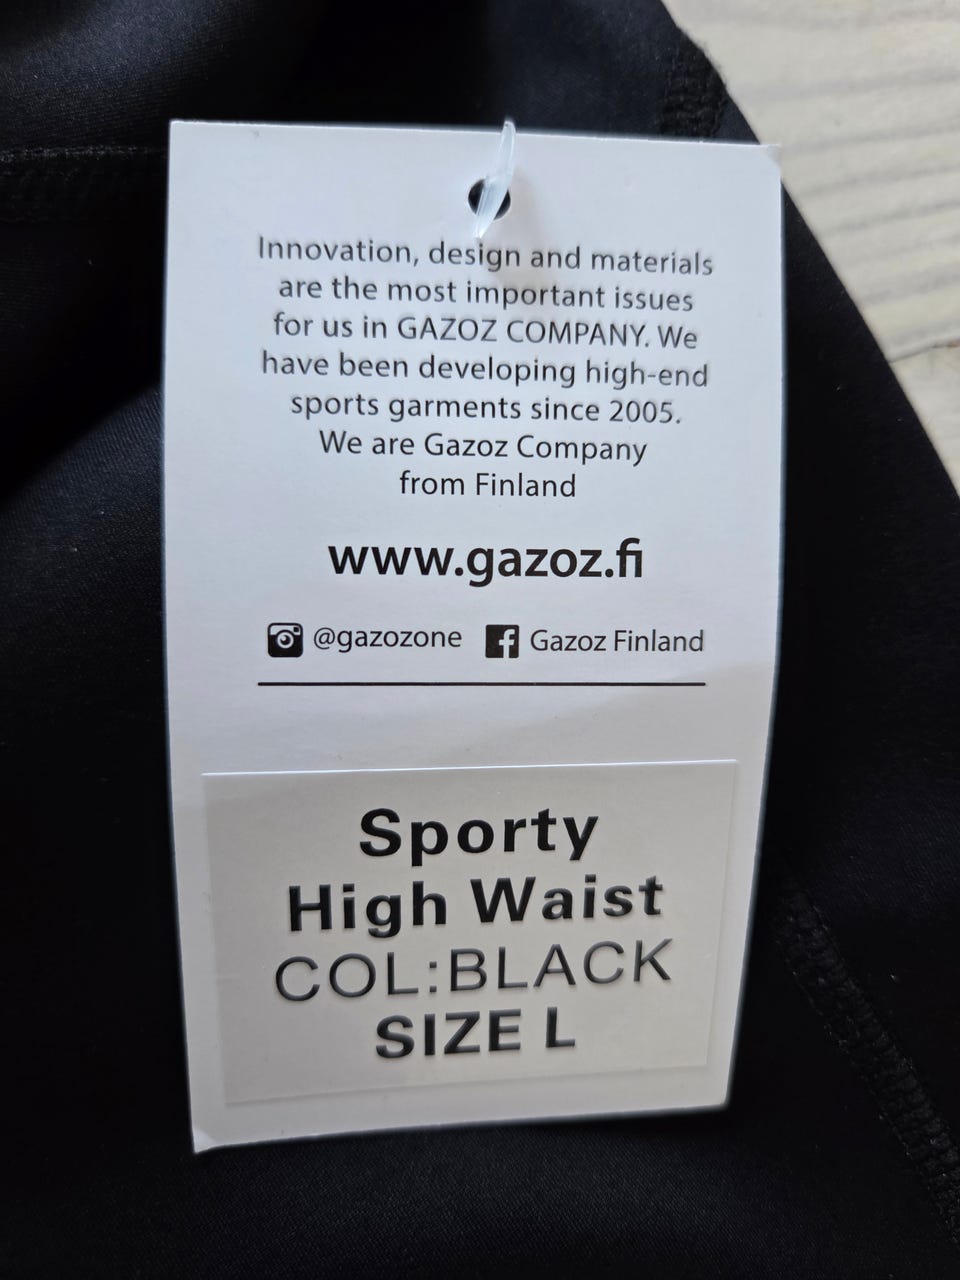 Innovation, design and materials
are the most important issues
for us in GAZOZ COMPANY. We
have been developing high-end
sports garments since 2005.
We are Gazoz Company
from Finland
www.gazoz.fi
@gazozone Gazoz Finland
Sporty
High Waist
COL:BLACK
SIZE L